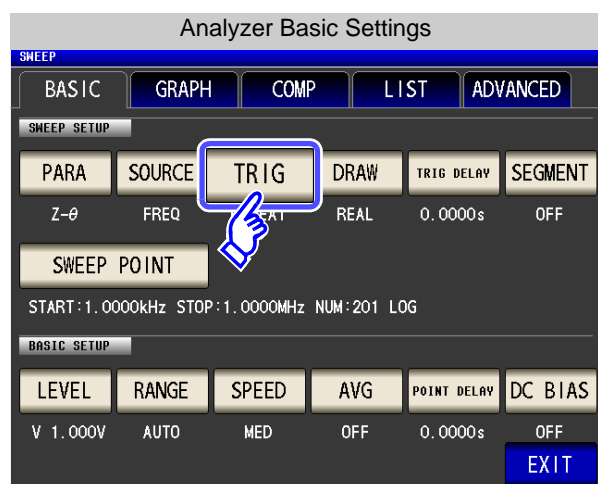 Analyzer Basic Settings
SWEEP
BASIC GRAPH COMP LIST ADVANCED
SWEEP SETUP
PARA SOURCE TRIG DRAW TRIG DELAY SEGMENT
Z-θ FREQ REAL 0.0000s OFF
SWEEP POINT
START:1.0000kHz STOP:1.0000MHz NUM:201 LOG
BASIC SETUP
LEVEL RANGE SPEED AVG POINT DELAY DC BIAS
V 1.000V AUTO MED OFF 0.0000s OFF
EXIT